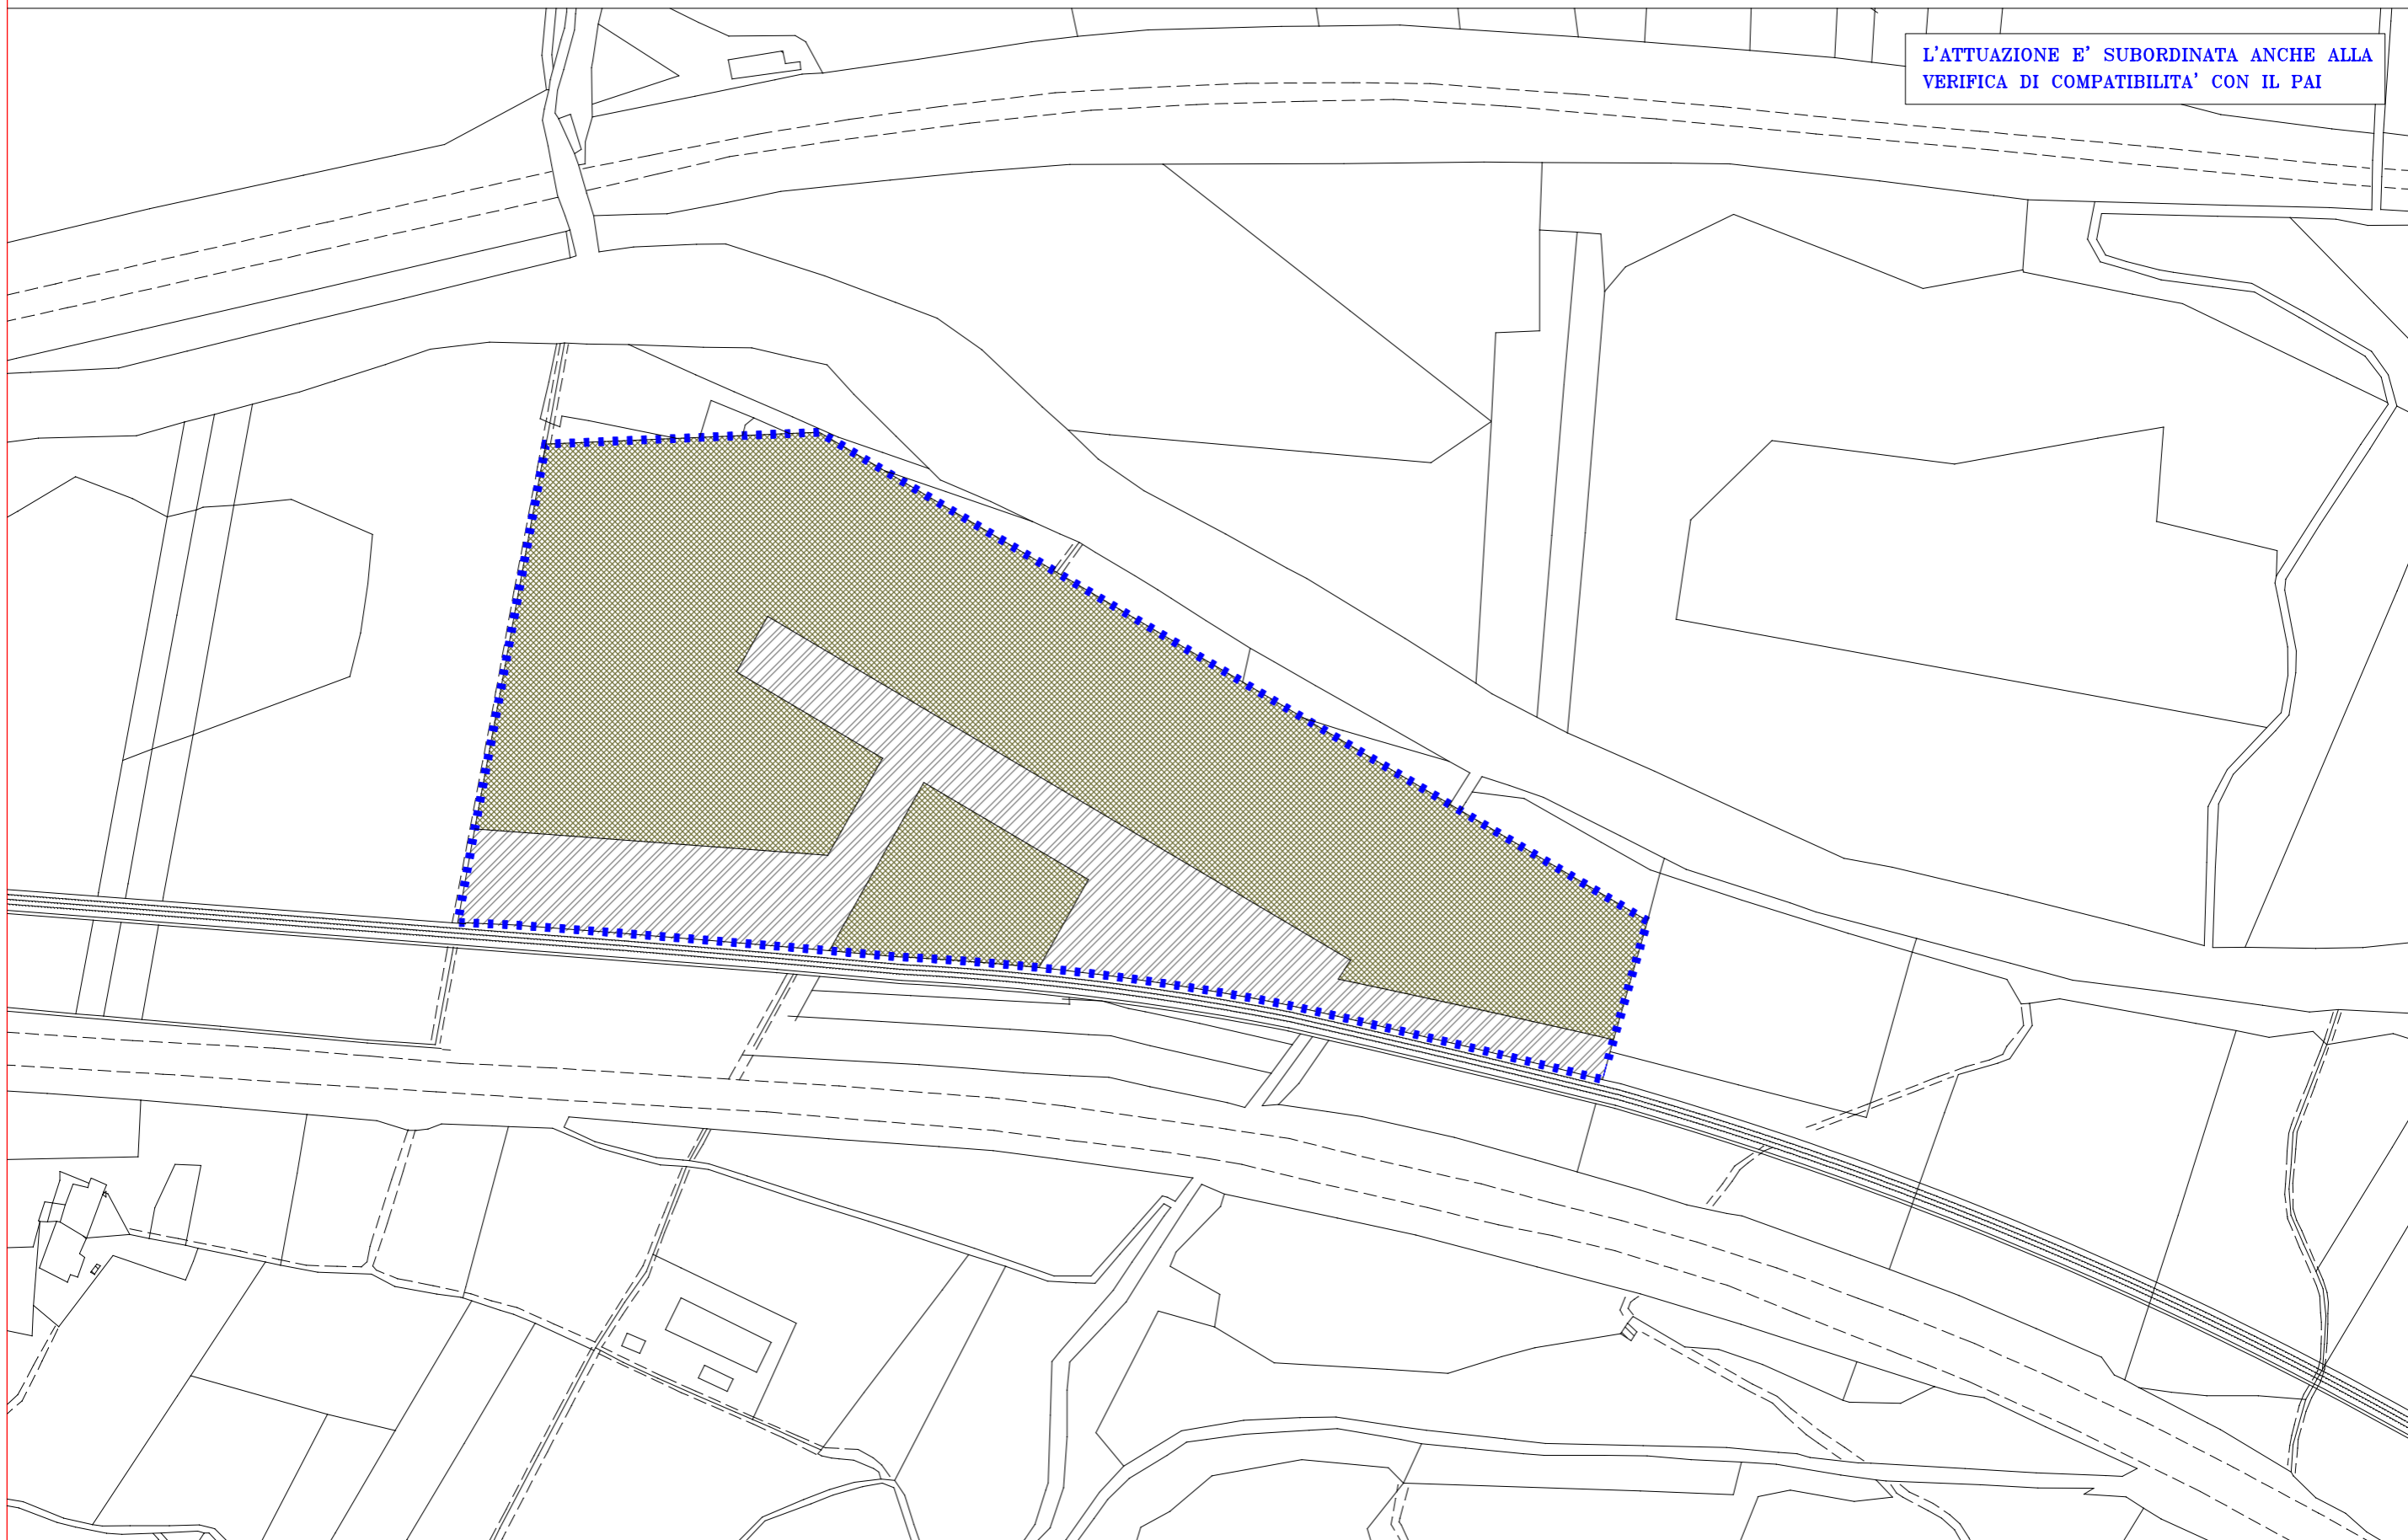 L'ATTUAZIONE E' SUBORDINATA ANCHE ALLA
VERIFICA DI COMPATIBILITA' CON IL PAI